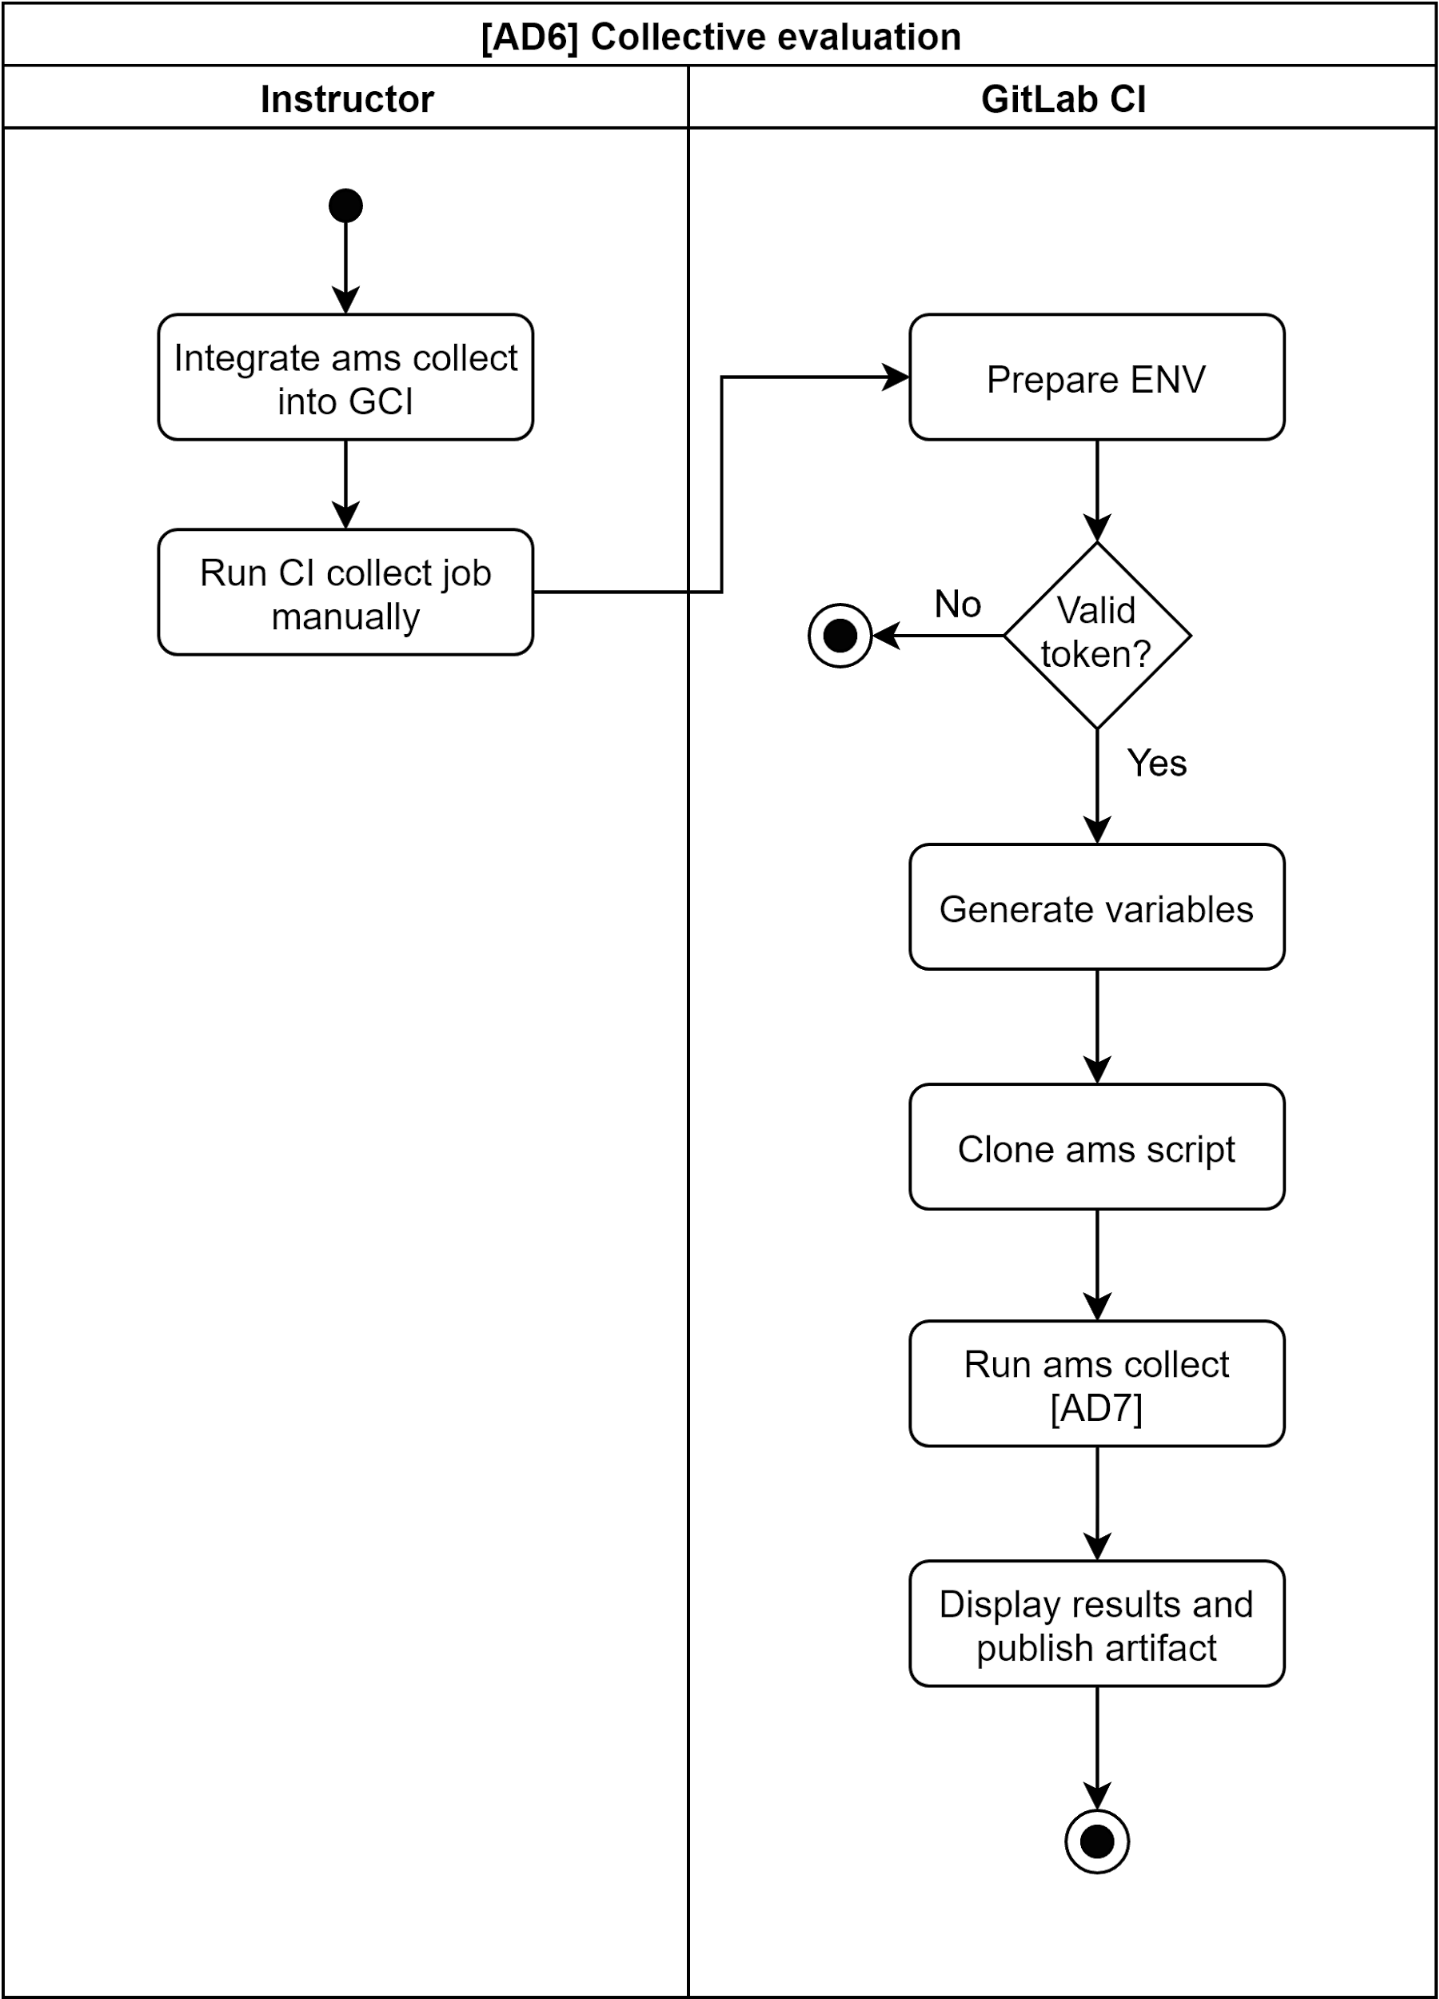 [AD6] Collective evaluation
Instructor
GitLab CI
Integrate ams collect
into GCI
Run CI collect job
manually
Prepare ENV
Valid
token?
No
Yes
Generate variables
Clone ams script
Run ams collect
[AD7]
Display results and
publish artifact